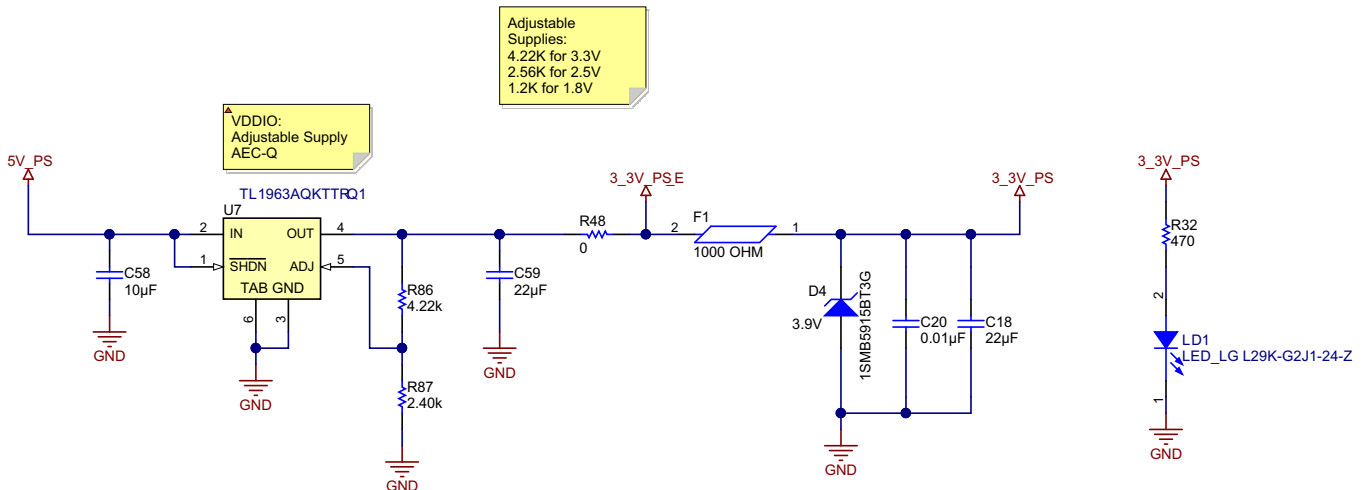 Adjustable
Supplies:
4.22K for 3.3V
2.56K for 2.5V
1.2K for 1.8V
VDDIO:
Adjustable Supply
AEC-Q
5V_PS
TL1963AQKTTRQ1
U7
2
IN
OUT
4
1
SHDN
ADJ
5
TAB GND
6
3
GND
C58
10µF
GND
R86
4.22k
R87
2.40k
GND
C59
22µF
GND
R48
0
3_3V_PS_E
2
F1
1
1000 OHM
3_3V_PS
D4
3.9V
1SMB5915BT3G
C20
0.01µF
C18
22µF
GND
3_3V_PS
R32
470
2
LD1
LED_LG L29K-G2J1-24-Z
1
GND